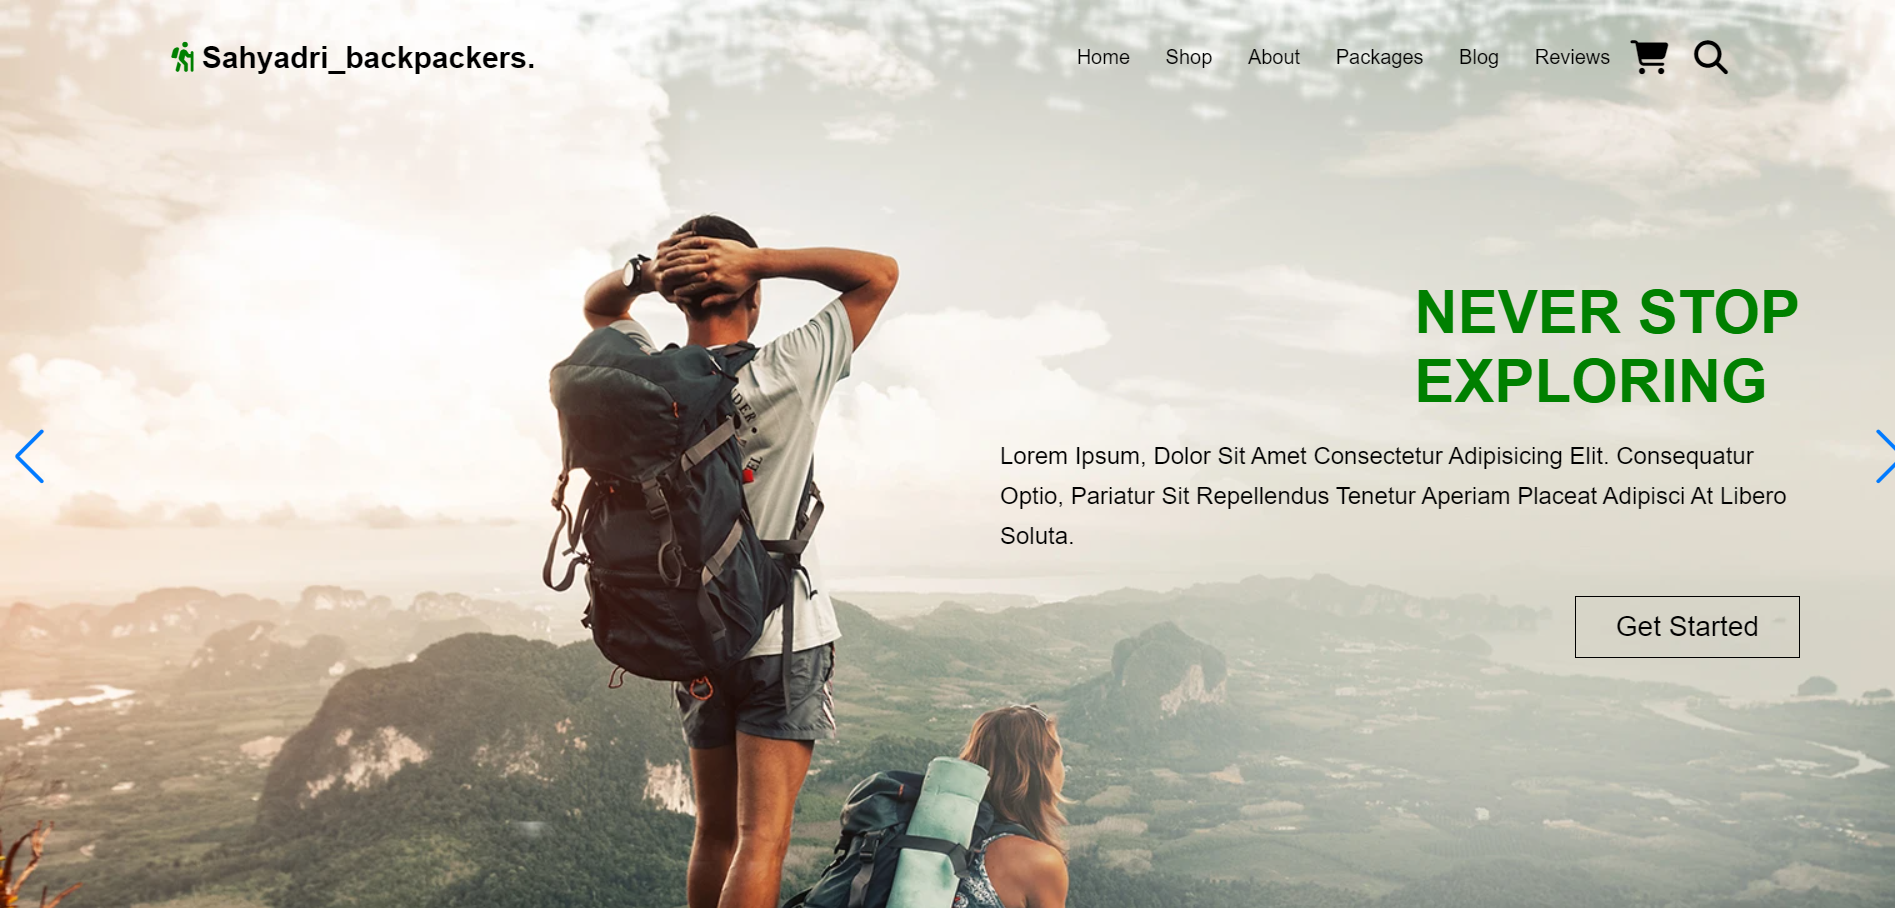 Sahyadri_backpackers.
Home Shop About Packages Blog Reviews
NEVER STOP
EXPLORING
Lorem Ipsum, Dolor Sit Amet Consectetur Adipisicing Elit. Consequatur
Optio, Pariatur Sit Repellendus Tenetur Aperiam Placeat Adipisci At Libero
Soluta.
Get Started